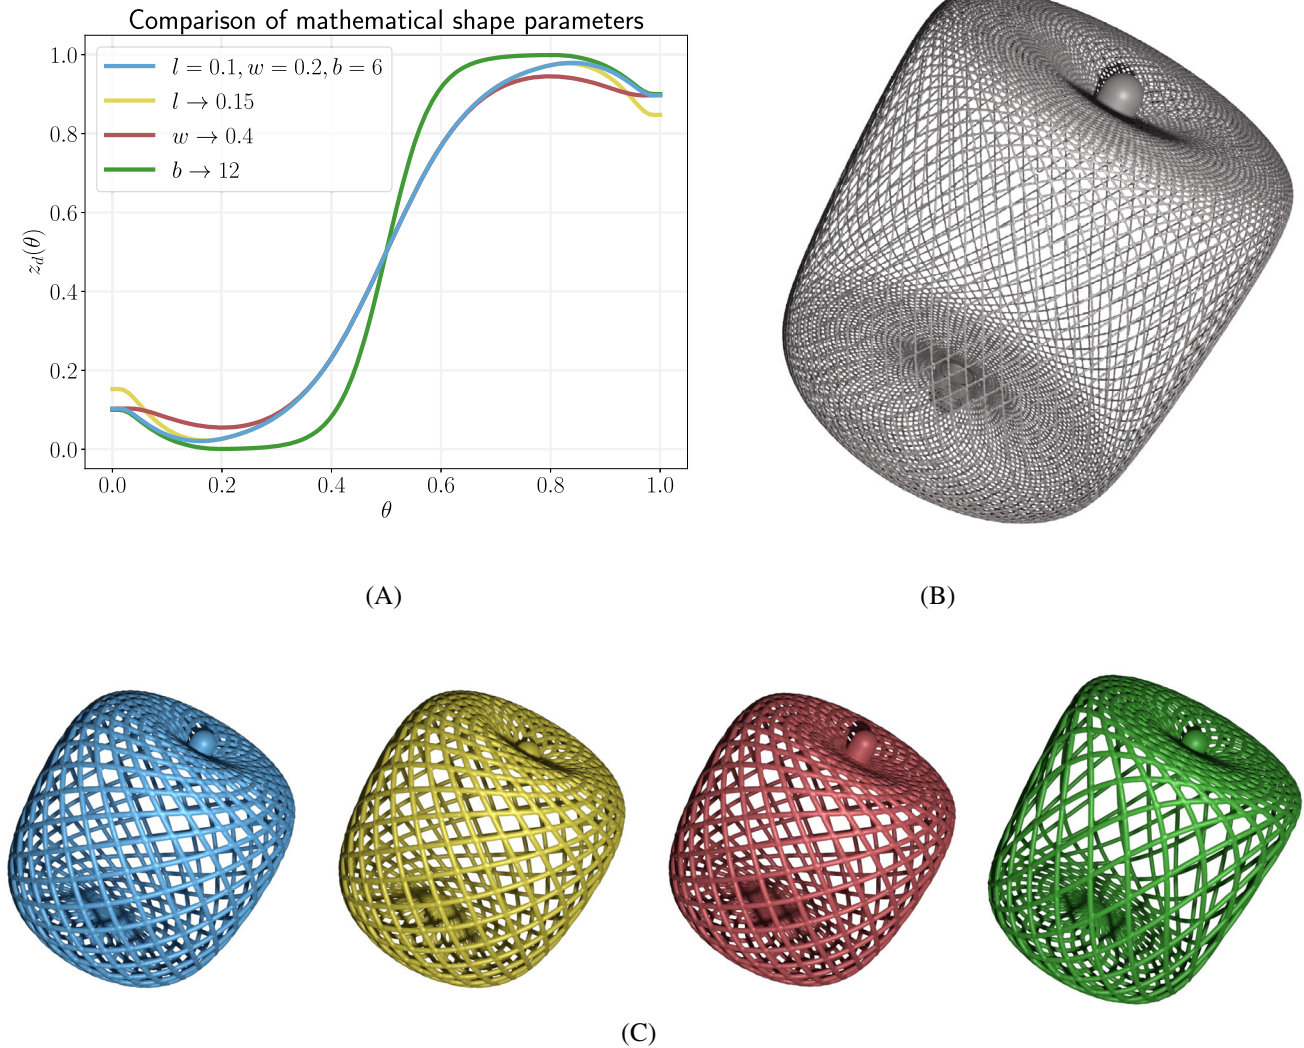 Comparison of mathematical shape parameters
l = 0.1, w = 0.2, b = 6
l → 0.15
w → 0.4
b → 12
1.0
0.8
0.6
0.4
0.2
0.0
z_d(θ)
0.0 0.2 0.4 0.6 0.8 1.0
θ
(A) (B)
(C)